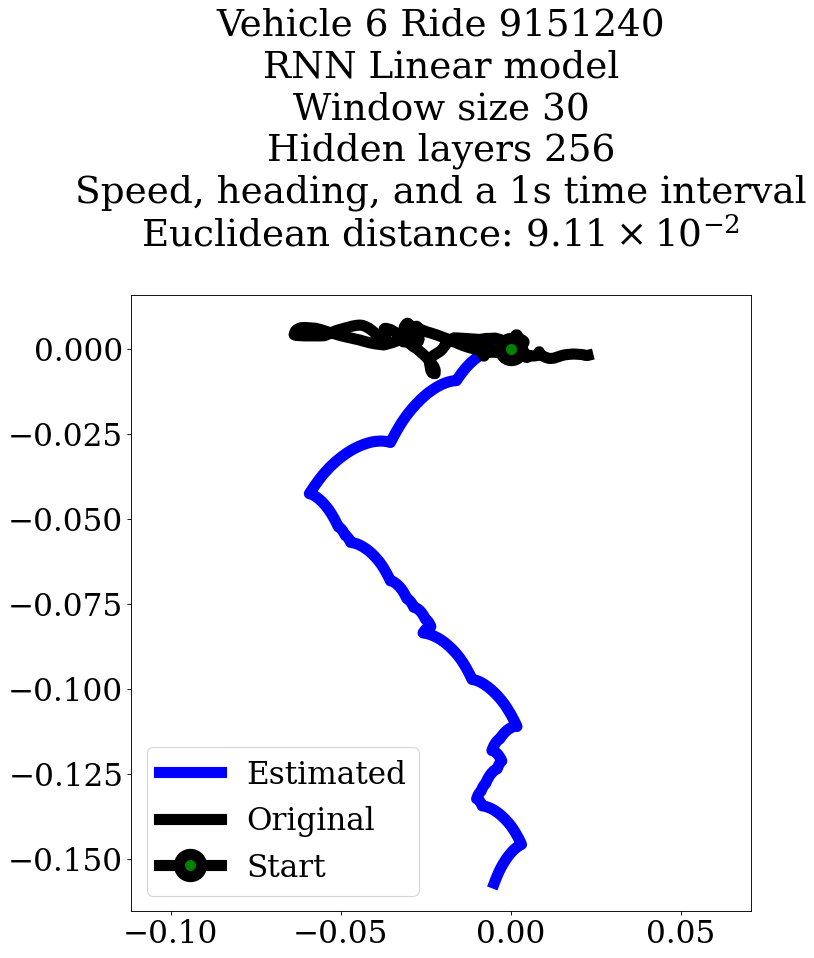 Vehicle 6 Ride 9151240
RNN Linear model
Window size 30
Hidden layers 256
Speed, heading, and a 1s time interval
Euclidean distance: 9.11 × 10⁻²
0.000
−0.025
−0.050
−0.075
−0.100
−0.125
−0.150
Estimated
Original
Start
−0.10
−0.05
0.00
0.05